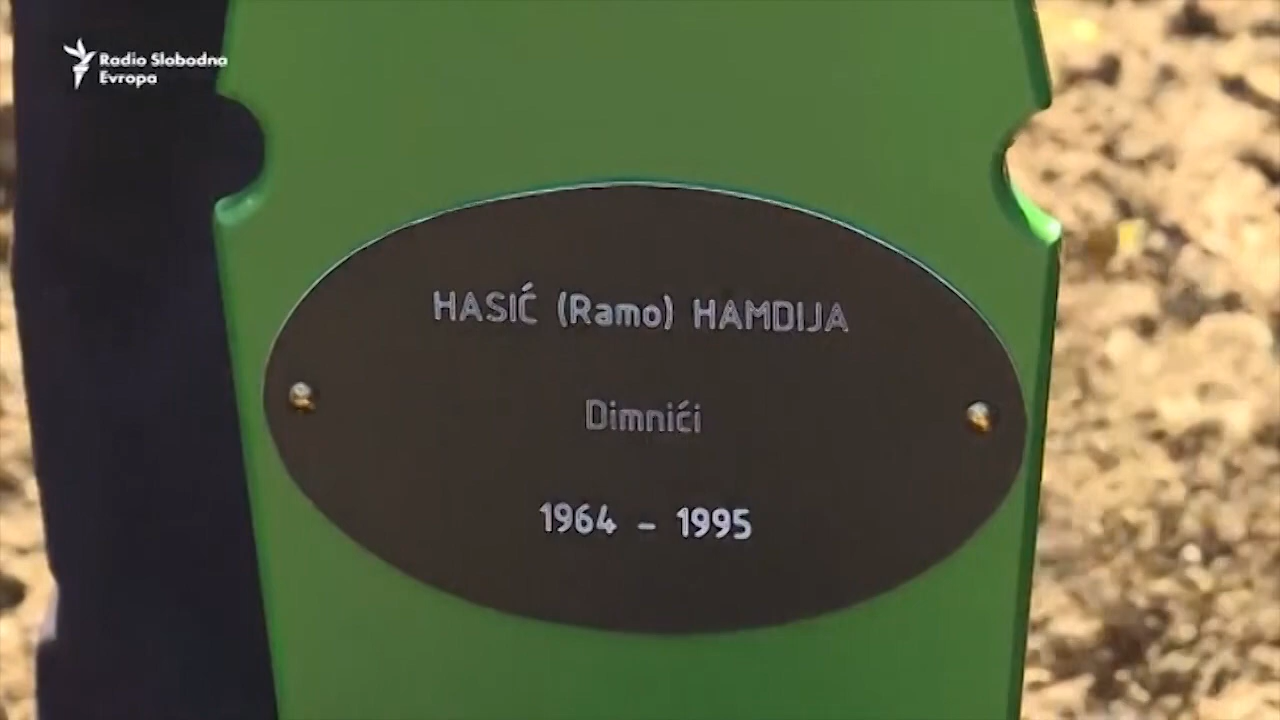 Radio Slobodna
Evropa
HASIĆ (Ramo) HAMDIJA
Dimnići
1964 - 1995